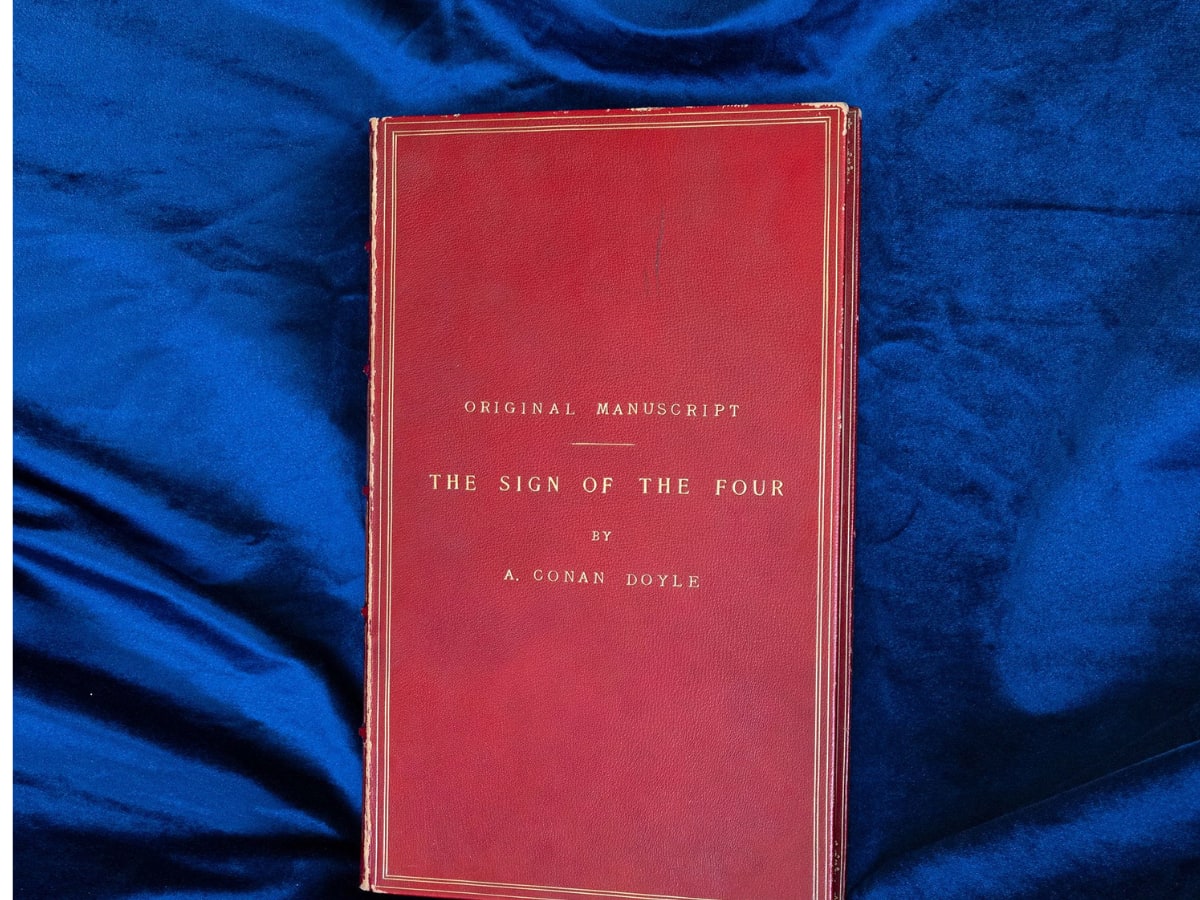 ORIGINAL MANUSCRIPT
THE SIGN OF THE FOUR
BY
A. CONAN DOYLE